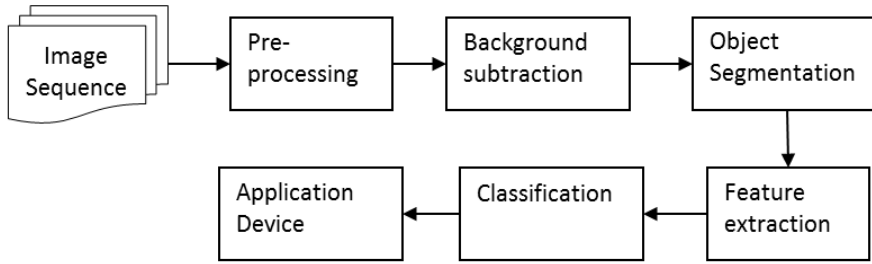 Image
Sequence
Pre-
processing
Background
subtraction
Object
Segmentation
Application
Device
Classification
Feature
extraction